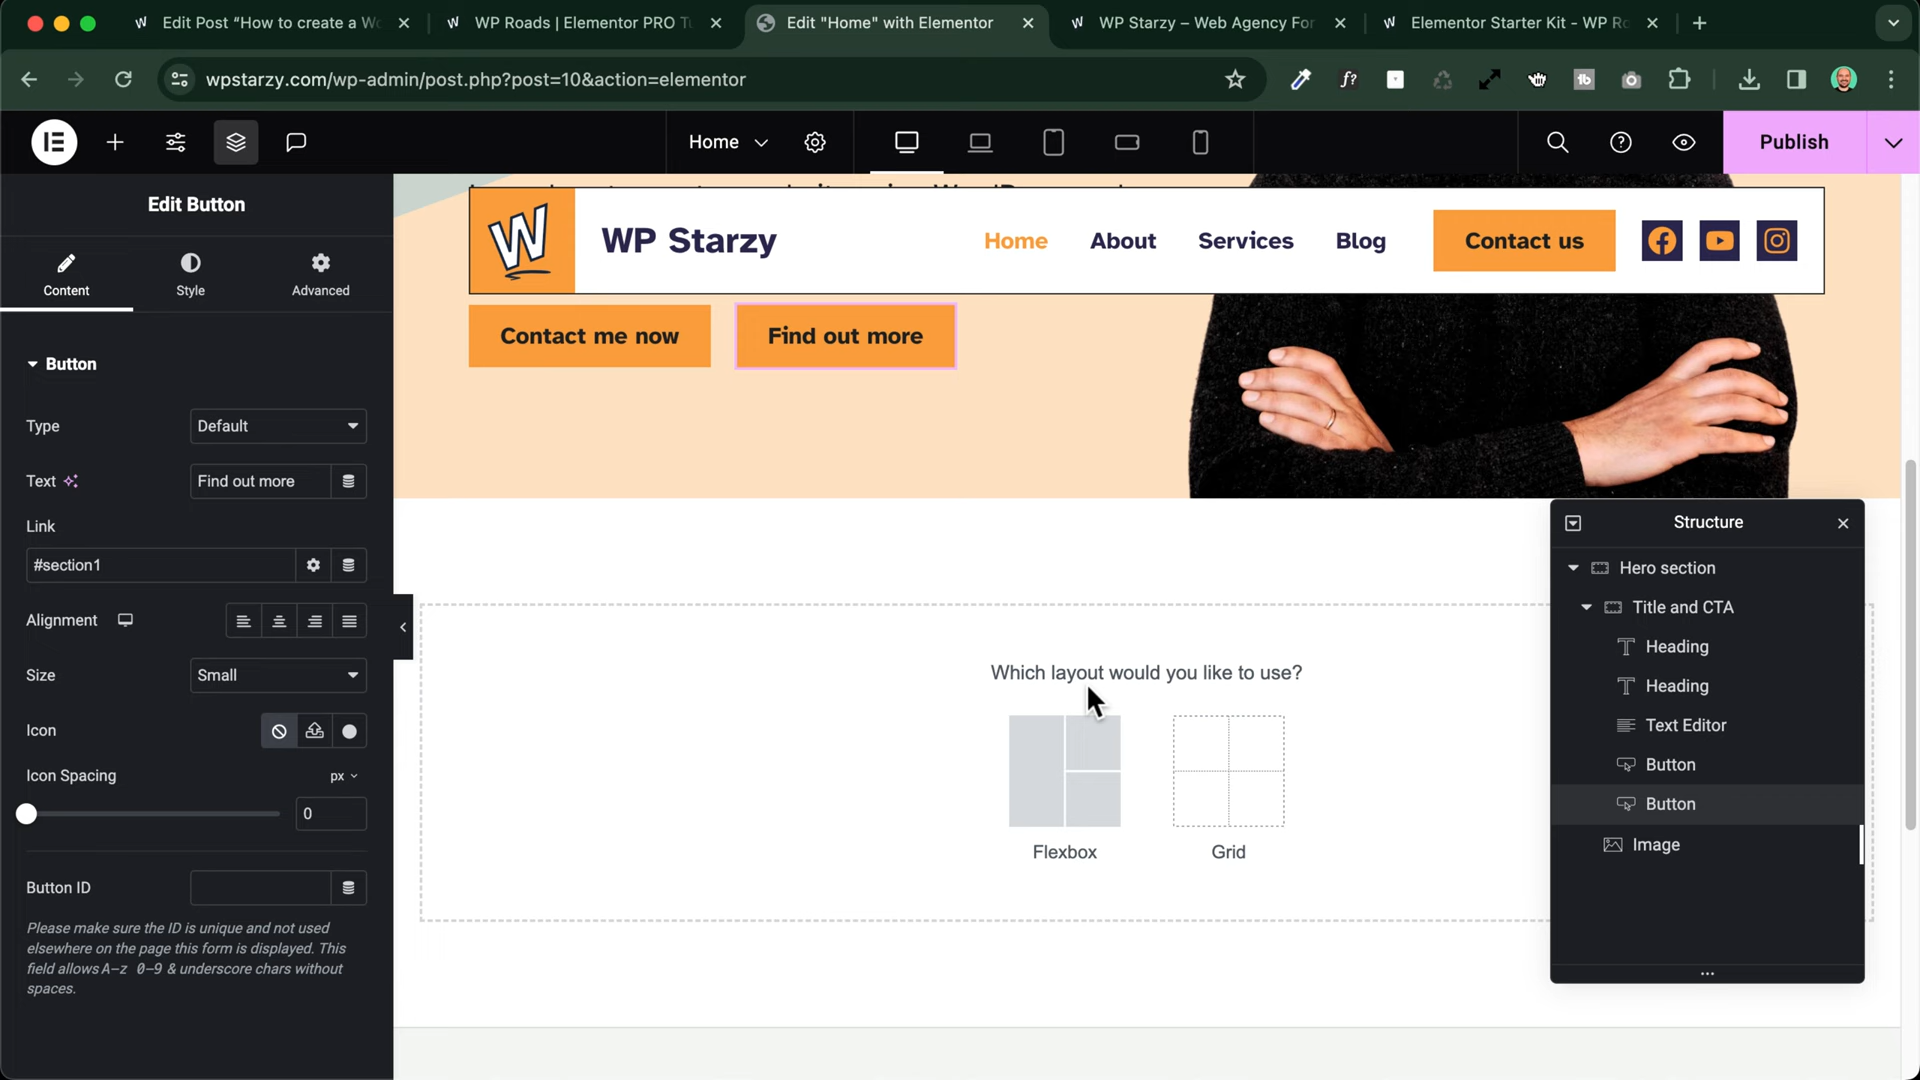 Edit Post “How to create a Wo
WP Roads | Elementor PRO Tu
Edit "Home" with Elementor
WP Starzy – Web Agency For
Elementor Starter Kit - WP Ro
wpstarzy.com/wp-admin/post.php?post=10&action=elementor
f?
tb
Home
Publish
Edit Button
Content
Style
Advanced
Button
Type
Default
Text
Find out more
Link
#section1
Alignment
Size
Small
Icon
Icon Spacing
px
0
Button ID
Please make sure the ID is unique and not used
elsewhere on the page this form is displayed. This
field allows A-z 0-9 & underscore chars without
spaces.
W
WP Starzy
Home
About
Services
Blog
Contact us
Contact me now
Find out more
Which layout would you like to use?
Flexbox
Grid
Structure
Hero section
Title and CTA
Heading
Heading
Text Editor
Button
Button
Image